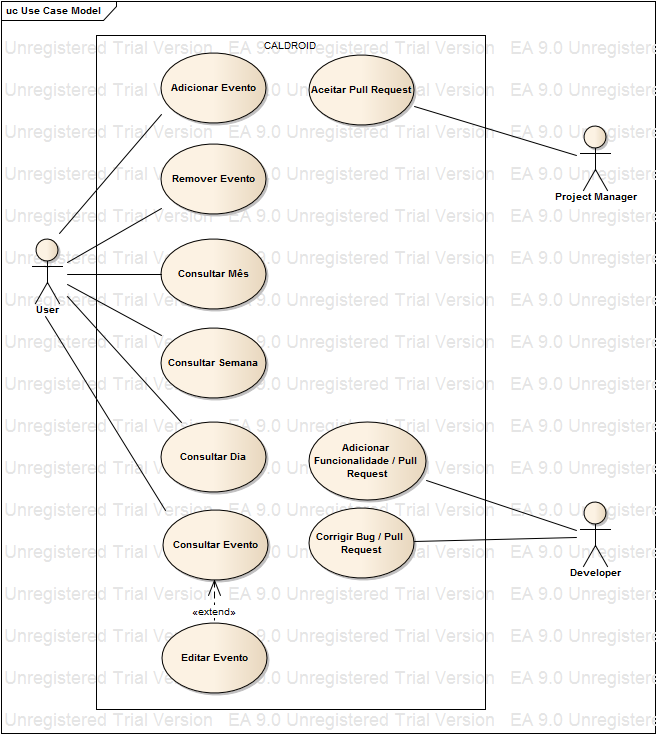 uc Use Case Model
CALDROID
Adicionar Evento
Aceitar Pull Request
Remover Evento
Project Manager
Consultar Mês
User
Consultar Semana
Consultar Dia
Adicionar
Funcionalidade / Pull
Request
Consultar Evento
Corrigir Bug / Pull
Request
Developer
«extend»
Editar Evento
Unregistered Trial Version EA 9.0 Unregistered Trial Version EA 9.0 Unregistered